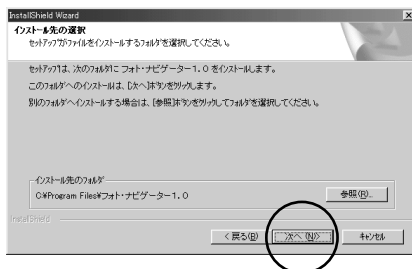 InstallShield Wizard
インストール先の選択
セットアップがファイルをインストールするフォルダを選択してください。
セットアップは、次のフォルダに フォト・ナビゲーター1.0 をインストールします。
このフォルダへのインストールは、[次へ]ボタンをクリックします。
別のフォルダへインストールする場合は、[参照]ボタンをクリックしてフォルダを選択してください。
インストール先のフォルダ
C:¥Program Files¥フォト・ナビゲーター1.0
参照(R)...
InstallShield
< 戻る(B)
次へ (N)>
キャンセル